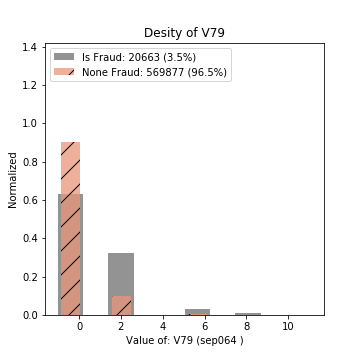 Desity of V79
Is Fraud: 20663 (3.5%)
None Fraud: 569877 (96.5%)
1.4
1.2
1.0
0.8
0.6
0.4
0.2
0.0
Normalized
0 2 4 6 8 10
Value of: V79 (sep064 )